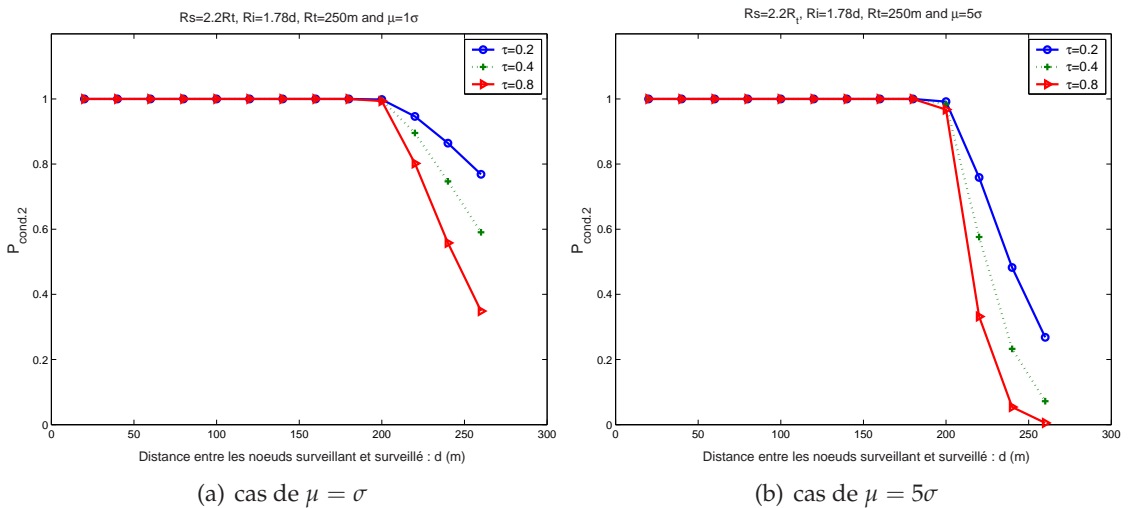 Rs=2.2Rt, Ri=1.78d, Rt=250m and μ=1σ
τ=0.2
τ=0.4
τ=0.8
1
0.8
0.6
0.4
0.2
0
P_cond.2
0 50 100 150 200 250 300
Distance entre les noeuds surveillant et surveillé : d (m)
(a) cas de μ = σ
Rs=2.2R_t, Ri=1.78d, Rt=250m and μ=5σ
τ=0.2
τ=0.4
τ=0.8
1
0.8
0.6
0.4
0.2
0
P_cond.2
0 50 100 150 200 250 300
Distance entre les noeuds surveillant et surveillé : d (m)
(b) cas de μ = 5σ